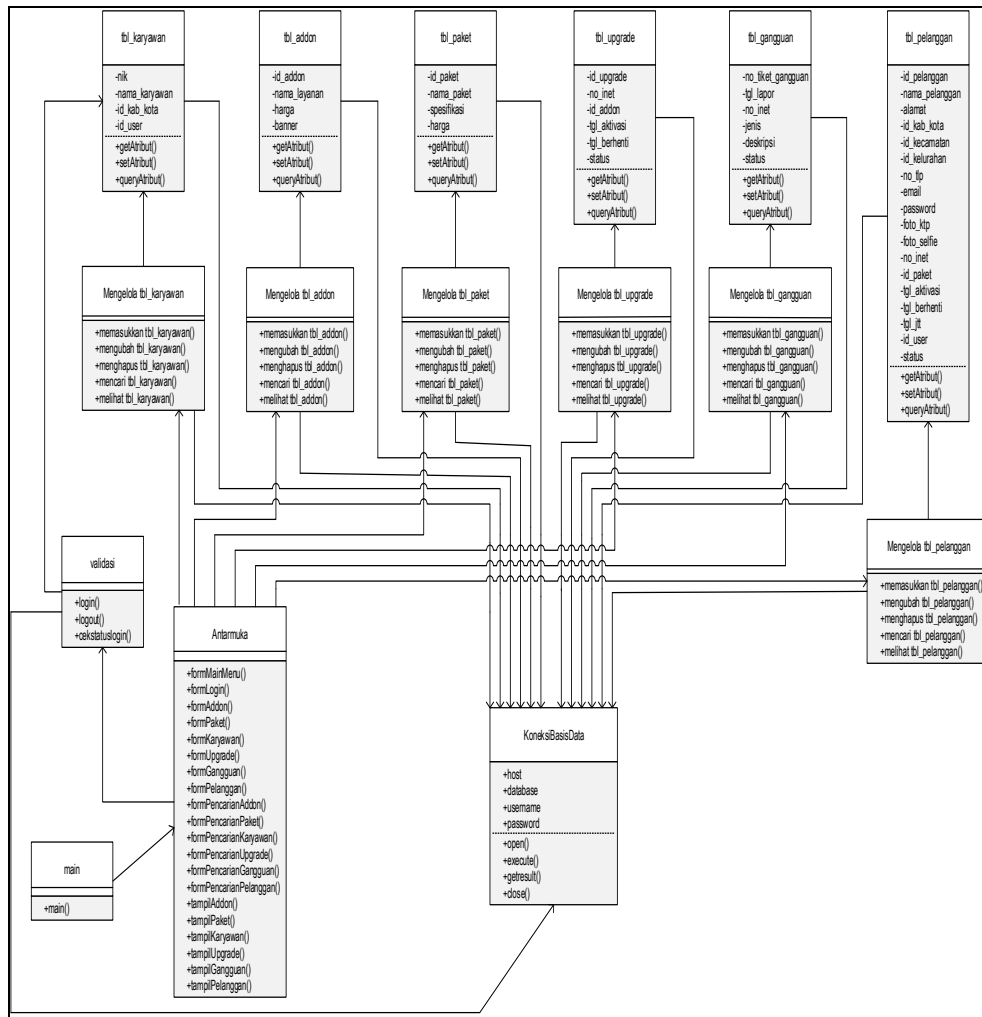 tbl_karyawan
-nik
-nama_karyawan
-id_kab_kota
-id_user
+getAtribut()
+setAtribut()
+queryAtribut()
tbl_addon
-id_addon
-nama_layanan
-harga
-banner
+getAtribut()
+setAtribut()
+queryAtribut()
tbl_paket
-id_paket
-nama_paket
-spesifikasi
-harga
+getAtribut()
+setAtribut()
+queryAtribut()
tbl_upgrade
-id_upgrade
-no_inet
-id_addon
-tgl_aktivasi
-tgl_berhenti
-status
+getAtribut()
+setAtribut()
+queryAtribut()
tbl_gangguan
-no_tiket_gangguan
-tgl_lapor
-no_inet
-jenis
-deskripsi
-status
+getAtribut()
+setAtribut()
+queryAtribut()
tbl_pelanggan
-id_pelanggan
-nama_pelanggan
-alamat
-id_kab_kota
-id_kecamatan
-id_kelurahan
-no_tlp
-email
-password
-foto_ktp
-foto_selfie
-no_inet
-id_paket
-tgl_aktivasi
-tgl_berhenti
-tgl_jtt
-id_user
-status
+getAtribut()
+setAtribut()
+queryAtribut()
Mengelola tbl_karyawan
+memasukkan tbl_karyawan()
+mengubah tbl_karyawan()
+menghapus tbl_karyawan()
+mencari tbl_karyawan()
+melihat tbl_karyawan()
Mengelola tbl_addon
+memasukkan tbl_addon()
+mengubah tbl_addon()
+menghapus tbl_addon()
+mencari tbl_addon()
+melihat tbl_addon()
Mengelola tbl_paket
+memasukkan tbl_paket()
+mengubah tbl_paket()
+menghapus tbl_paket()
+mencari tbl_paket()
+melihat tbl_paket()
Mengelola tbl_upgrade
+memasukkan tbl_upgrade()
+mengubah tbl_upgrade()
+menghapus tbl_upgrade()
+mencari tbl_upgrade()
+melihat tbl_upgrade()
Mengelola tbl_gangguan
+memasukkan tbl_gangguan()
+mengubah tbl_gangguan()
+menghapus tbl_gangguan()
+mencari tbl_gangguan()
+melihat tbl_gangguan()
Mengelola tbl_pelanggan
+memasukkan tbl_pelanggan()
+mengubah tbl_pelanggan()
+menghapus tbl_pelanggan()
+mencari tbl_pelanggan()
+melihat tbl_pelanggan()
validasi
+login()
+logout()
+cekstatuslogin()
Antarmuka
+formMainMenu()
+formLogin()
+formAddon()
+formPaket()
+formKaryawan()
+formUpgrade()
+formGangguan()
+formPelanggan()
+formPencarianAddon()
+formPencarianPaket()
+formPencarianKaryawan()
+formPencarianUpgrade()
+formPencarianGangguan()
+formPencarianPelanggan()
+tampilAddon()
+tampilPaket()
+tampilKaryawan()
+tampilUpgrade()
+tampilGangguan()
+tampilPelanggan()
KoneksiBasisData
+host
+database
+username
+password
+open()
+execute()
+getresult()
+close()
main
+main()